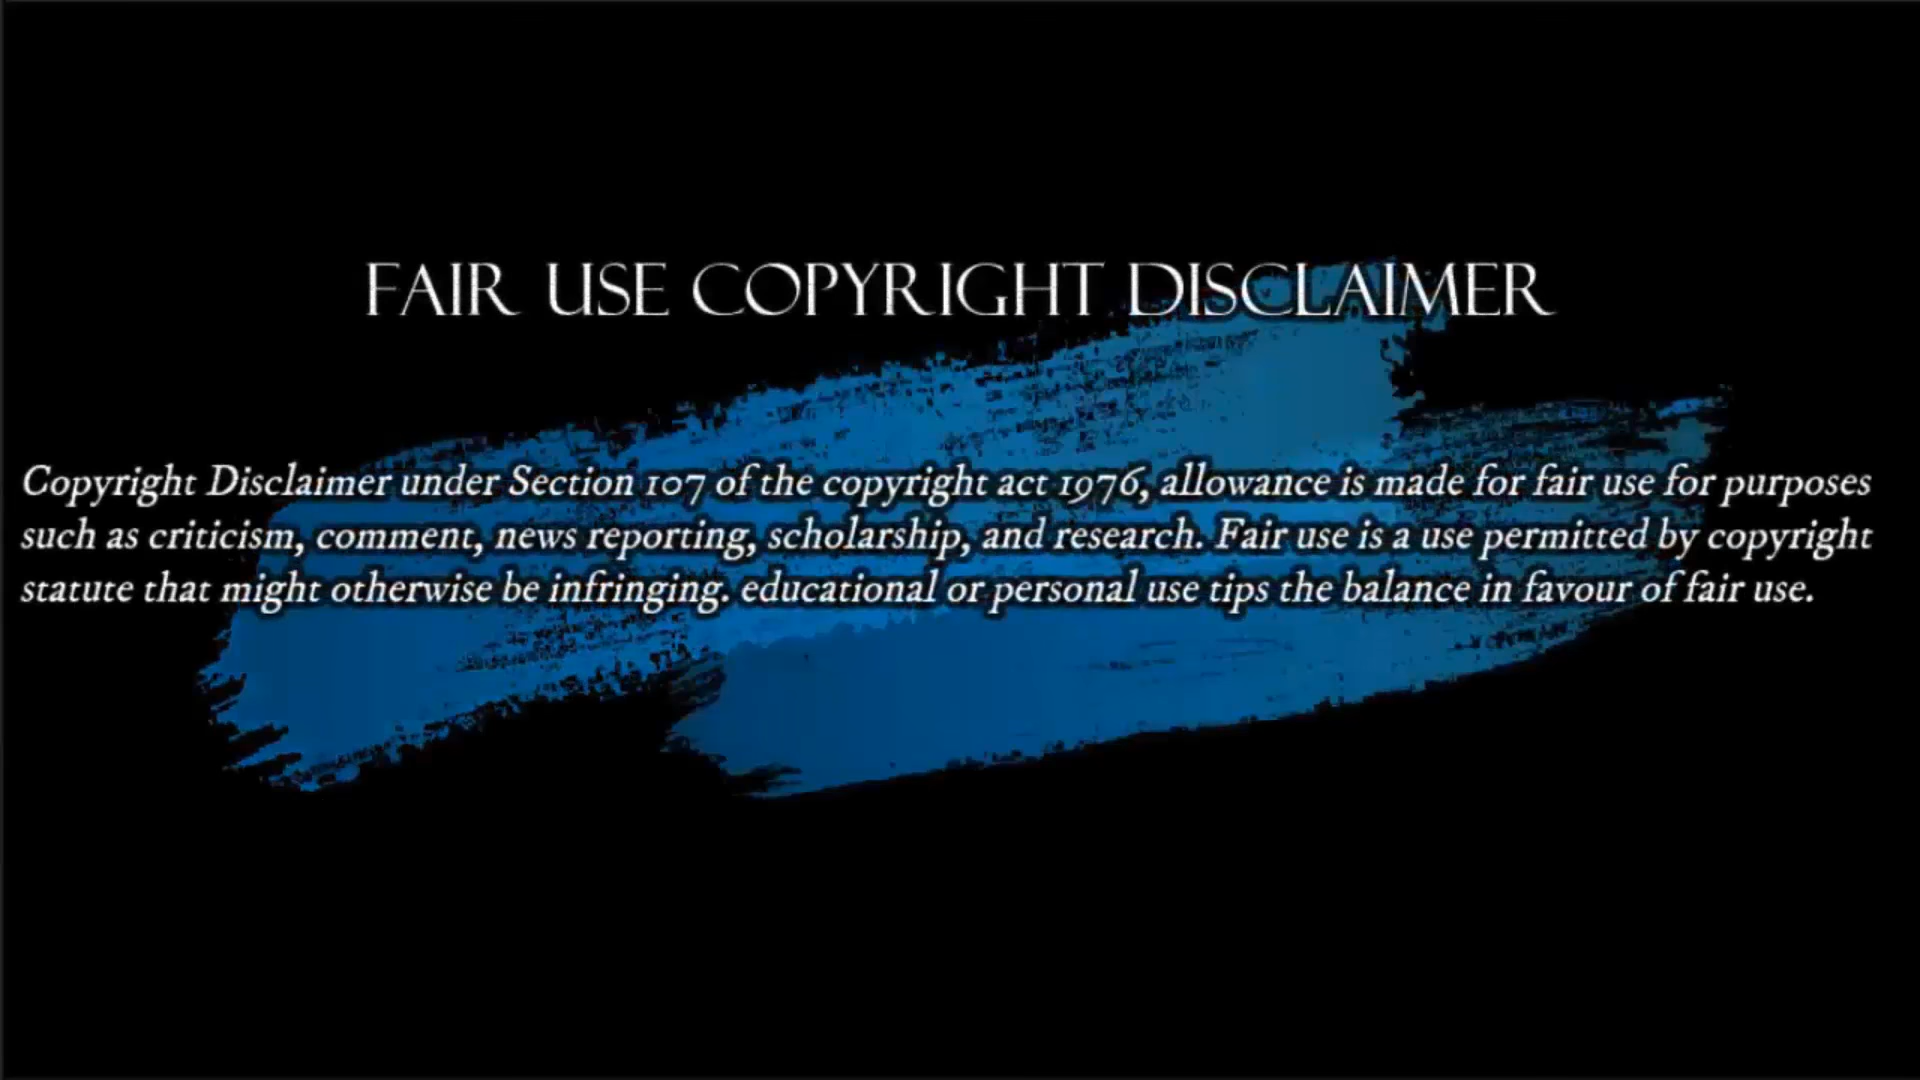 FAIR USE COPYRIGHT DISCLAIMER
Copyright Disclaimer under Section 107 of the copyright act 1976, allowance is made for fair use for purposes
such as criticism, comment, news reporting, scholarship, and research. Fair use is a use permitted by copyright
statute that might otherwise be infringing. educational or personal use tips the balance in favour of fair use.